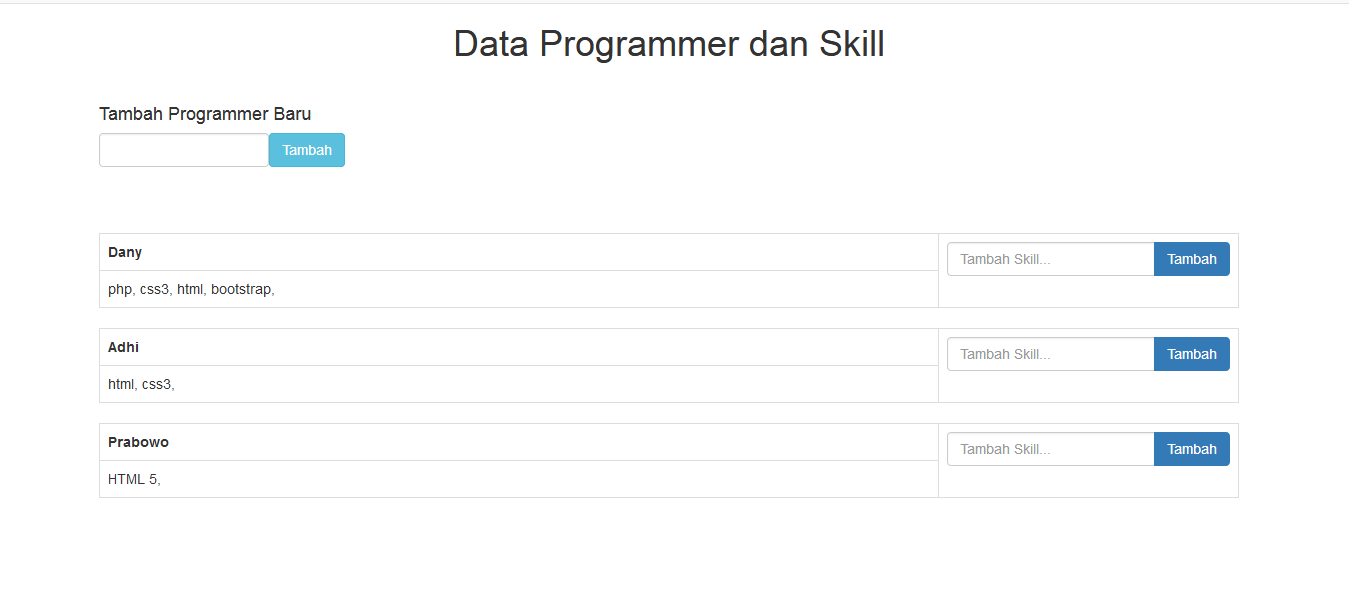 Data Programmer dan Skill
Tambah Programmer Baru
Tambah
Dany
Tambah Skill...
Tambah
php, css3, html, bootstrap,
Adhi
Tambah Skill...
Tambah
html, css3,
Prabowo
Tambah Skill...
Tambah
HTML 5,